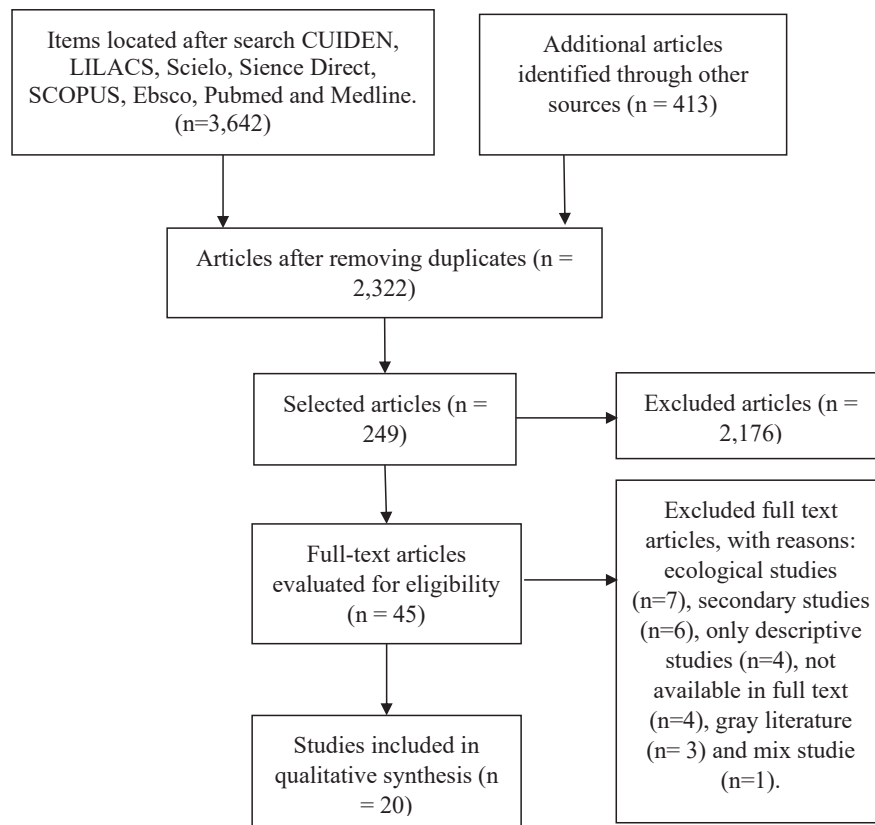 Items located after search CUIDEN,
LILACS, Scielo, Sience Direct,
SCOPUS, Ebsco, Pubmed and Medline.
(n=3,642)
Additional articles
identified through other
sources (n = 413)
Articles after removing duplicates (n =
2,322)
Selected articles (n =
249)
Excluded articles (n =
2,176)
Full-text articles
evaluated for eligibility
(n = 45)
Excluded full text
articles, with reasons:
ecological studies
(n=7), secondary studies
(n=6), only descriptive
studies (n=4), not
available in full text
(n=4), gray literature
(n= 3) and mix studie
(n=1).
Studies included in
qualitative synthesis (n
= 20)